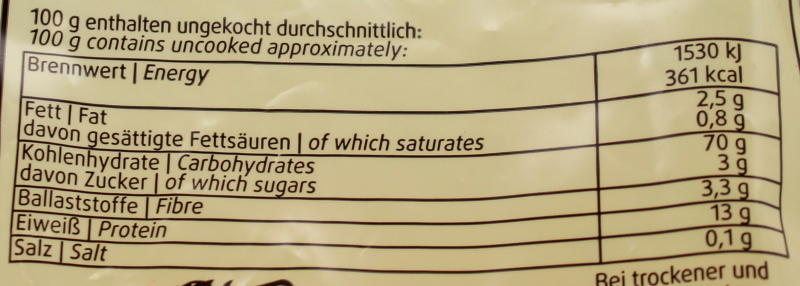 100 g enthalten ungekocht durchschnittlich:
100 g contains uncooked approximately:
Brennwert | Energy 1530 kJ
361 kcal
Fett | Fat 2,5 g
davon gesättigte Fettsäuren | of which saturates 0,8 g
Kohlenhydrate | Carbohydrates 70 g
davon Zucker | of which sugars 3 g
Ballaststoffe | Fibre 3,3 g
Eiweiß | Protein 13 g
Salz | Salt 0,1 g
Bei trockener und